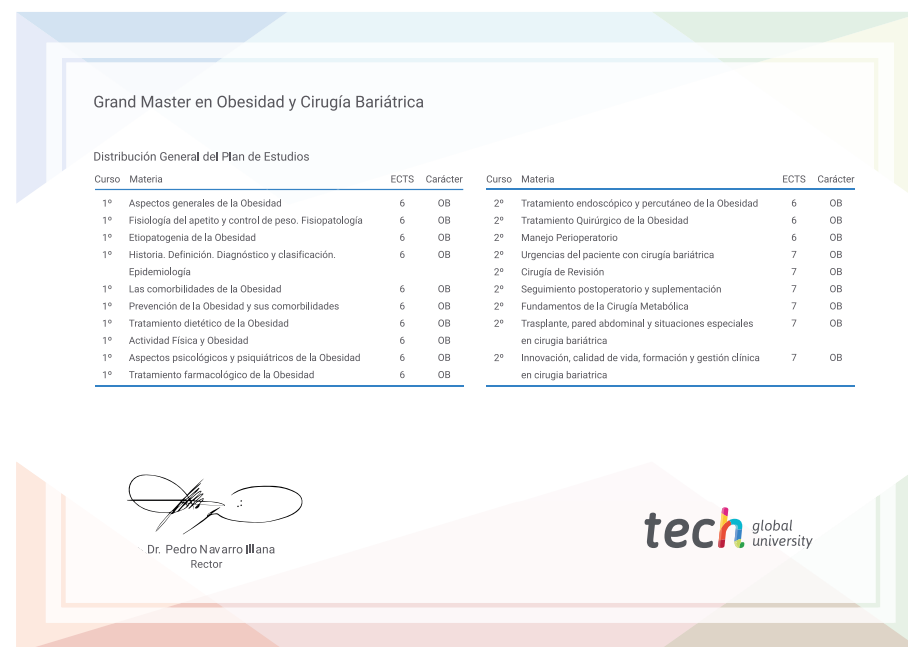 Grand Master en Obesidad y Cirugía Bariátrica
Distribución General del Plan de Estudios
Curso Materia ECTS Carácter
1º Aspectos generales de la Obesidad 6 OB
1º Fisiología del apetito y control de peso. Fisiopatología 6 OB
1º Etiopatogenia de la Obesidad 6 OB
1º Historia. Definición. Diagnóstico y clasificación. 6 OB
Epidemiología
1º Las comorbilidades de la Obesidad 6 OB
1º Prevención de la Obesidad y sus comorbilidades 6 OB
1º Tratamiento dietético de la Obesidad 6 OB
1º Actividad Física y Obesidad 6 OB
1º Aspectos psicológicos y psiquiátricos de la Obesidad 6 OB
1º Tratamiento farmacológico de la Obesidad 6 OB
Curso Materia ECTS Carácter
2º Tratamiento endoscópico y percutáneo de la Obesidad 6 OB
2º Tratamiento Quirúrgico de la Obesidad 6 OB
2º Manejo Perioperatorio 6 OB
2º Urgencias del paciente con cirugía bariátrica 7 OB
2º Cirugía de Revisión 7 OB
2º Seguimiento postoperatorio y suplementación 7 OB
2º Fundamentos de la Cirugía Metabólica 7 OB
2º Trasplante, pared abdominal y situaciones especiales 7 OB
en cirugia bariátrica
2º Innovación, calidad de vida, formación y gestión clínica 7 OB
en cirugia bariatrica
Dr. Pedro Navarro Illana
Rector
tech global
university